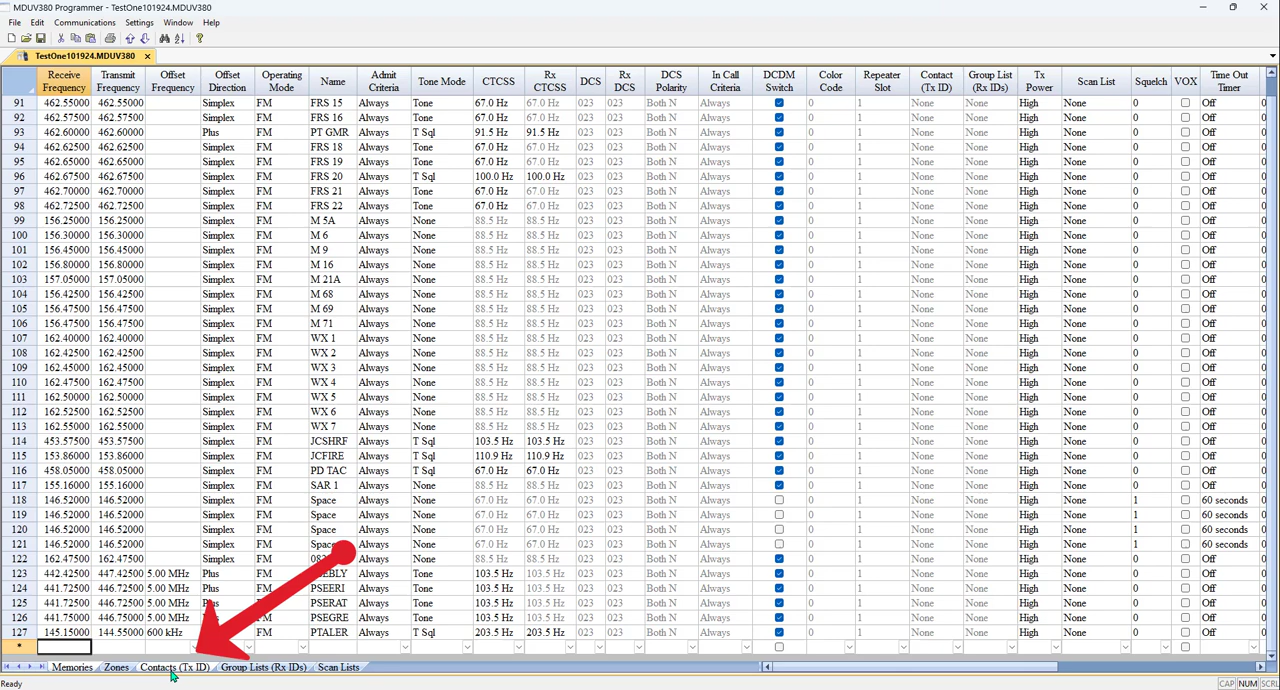 MDUV380 Programmer - TestOne101924.MDUV380
File Edit Communications Settings Window Help
TestOne101924.MDUV380
Receive Frequency Transmit Frequency Offset Frequency Offset Direction Operating Mode Name Admit Criteria Tone Mode CTCSS Rx CTCSS DCS Rx DCS DCS Polarity In Call Criteria DCDM Switch Color Code Repeater Slot Contact (Tx ID) Group List (Rx IDs) Tx Power Scan List Squelch VOX Time Out Timer
91 462.55000 462.55000 Simplex FM FRS 15 Always Tone 67.0 Hz 67.0 Hz 023 023 Both N Always 0 1 None None High None 0 Off 0
92 462.57500 462.57500 Simplex FM FRS 16 Always Tone 67.0 Hz 67.0 Hz 023 023 Both N Always 0 1 None None High None 0 Off 0
93 462.60000 462.60000 Plus FM PT GMR Always T Sql 91.5 Hz 91.5 Hz 023 023 Both N Always 0 1 None None High None 0 Off 0
94 462.62500 462.62500 Simplex FM FRS 18 Always Tone 67.0 Hz 67.0 Hz 023 023 Both N Always 0 1 None None High None 0 Off 0
95 462.65000 462.65000 Simplex FM FRS 19 Always Tone 67.0 Hz 67.0 Hz 023 023 Both N Always 0 1 None None High None 0 Off 0
96 462.67500 462.67500 Simplex FM FRS 20 Always T Sql 100.0 Hz 100.0 Hz 023 023 Both N Always 0 1 None None High None 0 Off 0
97 462.70000 462.70000 Simplex FM FRS 21 Always Tone 67.0 Hz 67.0 Hz 023 023 Both N Always 0 1 None None High None 0 Off 0
98 462.72500 462.72500 Simplex FM FRS 22 Always Tone 67.0 Hz 67.0 Hz 023 023 Both N Always 0 1 None None High None 0 Off 0
99 156.25000 156.25000 Simplex FM M 5A Always None 88.5 Hz 88.5 Hz 023 023 Both N Always 0 1 None None High None 0 Off 0
100 156.30000 156.30000 Simplex FM M 6 Always None 88.5 Hz 88.5 Hz 023 023 Both N Always 0 1 None None High None 0 Off 0
101 156.45000 156.45000 Simplex FM M 9 Always None 88.5 Hz 88.5 Hz 023 023 Both N Always 0 1 None None High None 0 Off 0
102 156.80000 156.80000 Simplex FM M 16 Always None 88.5 Hz 88.5 Hz 023 023 Both N Always 0 1 None None High None 0 Off 0
103 157.05000 157.05000 Simplex FM M 21 Always None 88.5 Hz 88.5 Hz 023 023 Both N Always 0 1 None None High None 0 Off 0
104 156.42500 156.42500 Simplex FM M 68 Always None 88.5 Hz 88.5 Hz 023 023 Both N Always 0 1 None None High None 0 Off 0
105 156.47500 156.47500 Simplex FM M 69 Always None 88.5 Hz 88.5 Hz 023 023 Both N Always 0 1 None None High None 0 Off 0
106 156.47500 156.57500 Simplex FM M 71 Always None 88.5 Hz 88.5 Hz 023 023 Both N Always 0 1 None None High None 0 Off 0
107 162.40000 162.40000 Simplex FM WX 1 Always None 88.5 Hz 88.5 Hz 023 023 Both N Always 0 1 None None High None 0 Off 0
108 162.42500 162.42500 Simplex FM WX 2 Always None 88.5 Hz 88.5 Hz 023 023 Both N Always 0 1 None None High None 0 Off 0
109 162.45000 162.45000 Simplex FM WX 3 Always None 88.5 Hz 88.5 Hz 023 023 Both N Always 0 1 None None High None 0 Off 0
110 162.47500 162.47500 Simplex FM WX 4 Always None 88.5 Hz 88.5 Hz 023 023 Both N Always 0 1 None None High None 0 Off 0
111 162.50000 162.50000 Simplex FM WX 5 Always None 88.5 Hz 88.5 Hz 023 023 Both N Always 0 1 None None High None 0 Off 0
112 162.52500 162.52500 Simplex FM WX 6 Always None 88.5 Hz 88.5 Hz 023 023 Both N Always 0 1 None None High None 0 Off 0
113 162.55000 162.55000 Simplex FM WX 7 Always None 88.5 Hz 88.5 Hz 023 023 Both N Always 0 1 None None High None 0 Off 0
114 453.57500 453.57500 Simplex FM JCSHRF Always T Sql 103.5 Hz 103.5 Hz 023 023 Both N Always 0 1 None None High None 0 Off 0
115 153.86000 153.86000 Simplex FM JCFIRE Always T Sql 110.9 Hz 110.9 Hz 023 023 Both N Always 0 1 None None High None 0 Off 0
116 458.05000 458.05000 Simplex FM PD TAC Always T Sql 67.0 Hz 67.0 Hz 023 023 Both N Always 0 1 None None High None 0 Off 0
117 155.16000 155.16000 Simplex FM SAR 1 Always None 88.5 Hz 88.5 Hz 023 023 Both N Always 0 1 None None High None 0 Off 0
118 146.52000 146.52000 Simplex FM Space Always None 67.0 Hz 67.0 Hz 023 023 Both N Always 0 1 None None High None 1 60 seconds 0
119 146.52000 146.52000 Simplex FM Space Always None 67.0 Hz 67.0 Hz 023 023 Both N Always 0 1 None None High None 1 60 seconds 0
120 146.52000 146.52000 Simplex FM Space Always None 67.0 Hz 67.0 Hz 023 023 Both N Always 0 1 None None High None 1 60 seconds 0
121 146.52000 146.52000 Simplex FM Always None 67.0 Hz 67.0 Hz 023 023 Both N Always 0 1 None None High None 1 60 seconds 0
122 162.47500 162.47500 Simplex FM Always None 88.5 Hz 88.5 Hz 023 023 Both N Always 0 1 None None High None 0 Off 0
123 442.42500 447.42500 5.00 MHz Plus FM Always Tone 103.5 Hz 103.5 Hz 023 023 Both N Always 0 1 None None High None 0 Off 0
124 441.72500 446.72500 5.00 MHz Plus FM PSEERI Always Tone 103.5 Hz 103.5 Hz 023 023 Both N Always 0 1 None None High None 0 Off 0
125 441.72500 446.72500 5.00 MHz PSERAT Always Tone 103.5 Hz 103.5 Hz 023 023 Both N Always 0 1 None None High None 0 Off 0
126 441.75000 446.75000 5.00 MHz PSEGRE Always Tone 103.5 Hz 103.5 Hz 023 023 Both N Always 0 1 None None High None 0 Off 0
127 145.15000 144.55000 600 kHz PTALER Always T Sql 203.5 Hz 203.5 Hz 023 023 Both N Always 0 1 None None High None 0 Off 0
*
Memories Zones Contacts (Tx ID) Group Lists (Rx IDs) Scan Lists
Ready CAP NUM SCRL